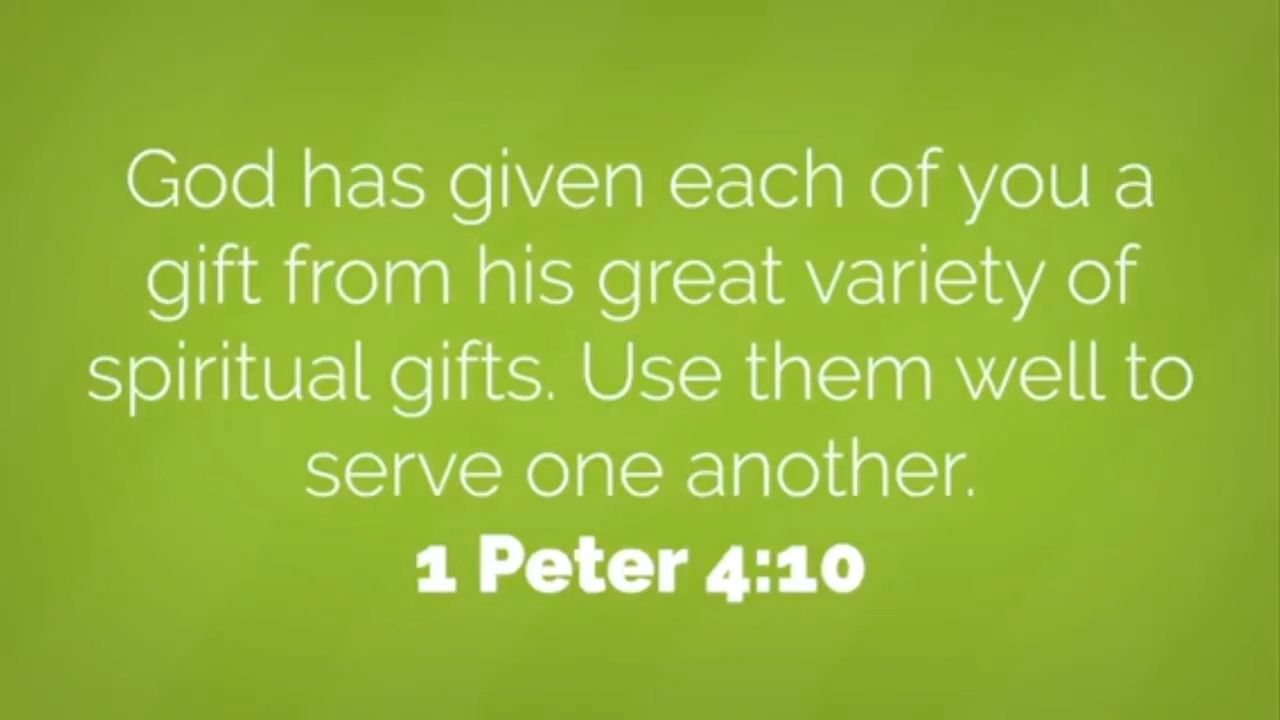 God has given each of you a
gift from his great variety of
spiritual gifts. Use them well to
serve one another.
1 Peter 4:10